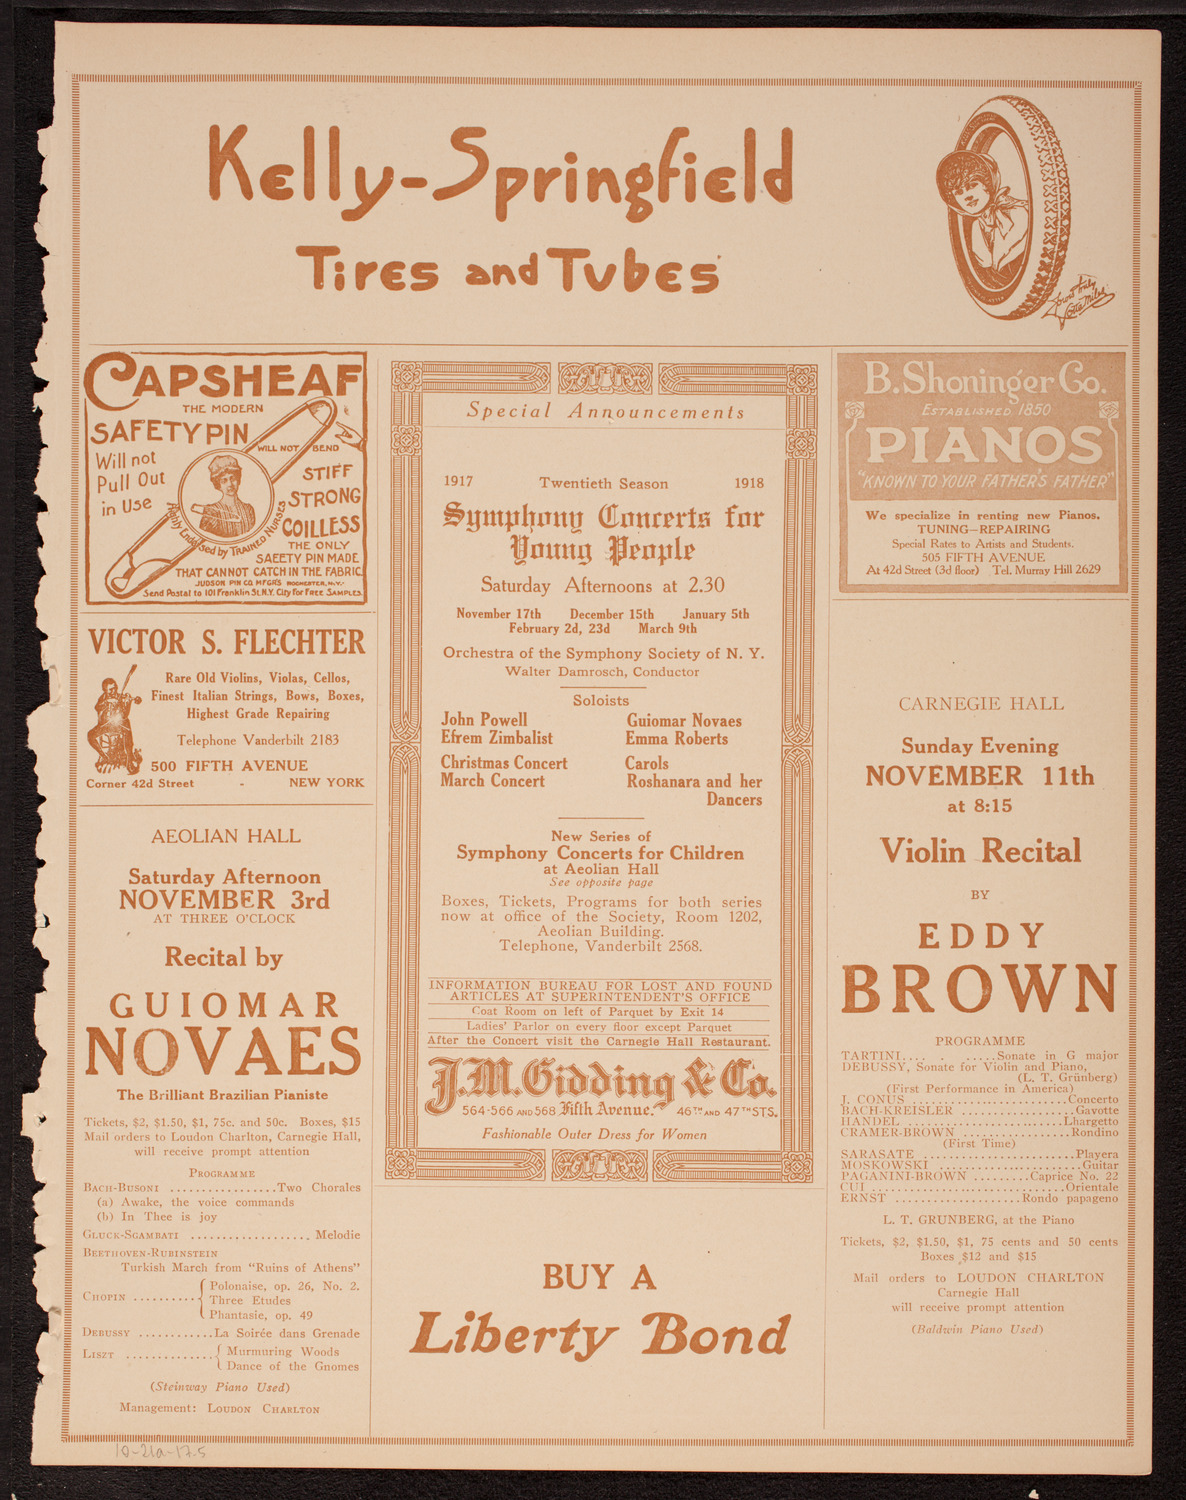 Kelly-Springfield
Tires and Tubes
CAPSHEAF
THE MODERN
SAFETY PIN
WILL NOT BEND
Will not
Pull Out
in Use
STIFF
STRONG
COILLESS
Highly Endorsed by TRAINED NURSES
THE ONLY
SAFETY PIN MADE
THAT CANNOT CATCH IN THE FABRIC.
JUDSON PIN CO. MFGRS ROCHESTER, N.Y.
Send Postal to 101 Franklin St. N.Y. City for FREE SAMPLES.
VICTOR S. FLECHTER
Rare Old Violins, Violas, Cellos,
Finest Italian Strings, Bows, Boxes,
Highest Grade Repairing
Telephone Vanderbilt 2183
500 FIFTH AVENUE
Corner 42d Street - NEW YORK
AEOLIAN HALL
Saturday Afternoon
NOVEMBER 3rd
AT THREE O'CLOCK
Recital by
GUIOMAR
NOVAES
The Brilliant Brazilian Pianiste
Tickets, $2, $1.50, $1, 75c. and 50c. Boxes, $15
Mail orders to Loudon Charlton, Carnegie Hall,
will receive prompt attention
PROGRAMME
BACH-BUSONI ................Two Chorales
(a) Awake, the voice commands
(b) In Thee is joy
GLUCK-SGAMBATI .................. Melodie
BEETHOVEN-RUBINSTEIN
Turkish March from "Ruins of Athens"
CHOPIN ..........{ Polonaise, op. 26, No. 2.
Three Etudes
Phantasie, op. 49
DEBUSSY ............La Soirée dans Grenade
LISZT ..............{ Murmuring Woods
Dance of the Gnomes
(Steinway Piano Used)
Management: LOUDON CHARLTON
10-21a-17.5
Special Announcements
1917 Twentieth Season 1918
Symphony Concerts for
Young People
Saturday Afternoons at 2.30
November 17th December 15th January 5th
February 2d, 23d March 9th
Orchestra of the Symphony Society of N. Y.
Walter Damrosch, Conductor
Soloists
John Powell Guiomar Novaes
Efrem Zimbalist Emma Roberts
Christmas Concert Carols
March Concert Roshanara and her
Dancers
New Series of
Symphony Concerts for Children
at Aeolian Hall
See opposite page
Boxes, Tickets, Programs for both series
now at office of the Society, Room 1202,
Aeolian Building.
Telephone, Vanderbilt 2568.
INFORMATION BUREAU FOR LOST AND FOUND
ARTICLES AT SUPERINTENDENT'S OFFICE
Coat Room on left of Parquet by Exit 14
Ladies' Parlor on every floor except Parquet
After the Concert visit the Carnegie Hall Restaurant.
J.M. Gidding & Co.
564-566 AND 568 Fifth Avenue. 46TH AND 47TH STS.
Fashionable Outer Dress for Women
BUY A
Liberty Bond
B. Shoninger Co.
ESTABLISHED 1850
PIANOS
"KNOWN TO YOUR FATHER'S FATHER"
We specialize in renting new Pianos.
TUNING—REPAIRING
Special Rates to Artists and Students.
505 FIFTH AVENUE
At 42d Street (3d floor) Tel. Murray Hill 2629
CARNEGIE HALL
Sunday Evening
NOVEMBER 11th
at 8:15
Violin Recital
BY
EDDY
BROWN
PROGRAMME
TARTINI.... . .....Sonate in G major
DEBUSSY, Sonate for Violin and Piano,
(L. T. Grünberg)
(First Performance in America)
J. CONUS ........................Concerto
BACH-KREISLER .................Gavotte
HANDEL ........................Lhargetto
CRAMER-BROWN .................Rondino
(First Time)
SARASATE ........................Playera
MOSKOWSKI ......................Guitar
PAGANINI-BROWN .........Caprice No. 22
CUI ..............................Orientale
ERNST ....................Rondo papageno
L. T. GRUNBERG, at the Piano
Tickets, $2, $1.50, $1, 75 cents and 50 cents
Boxes $12 and $15
Mail orders to LOUDON CHARLTON
Carnegie Hall
will receive prompt attention
(Baldwin Piano Used)